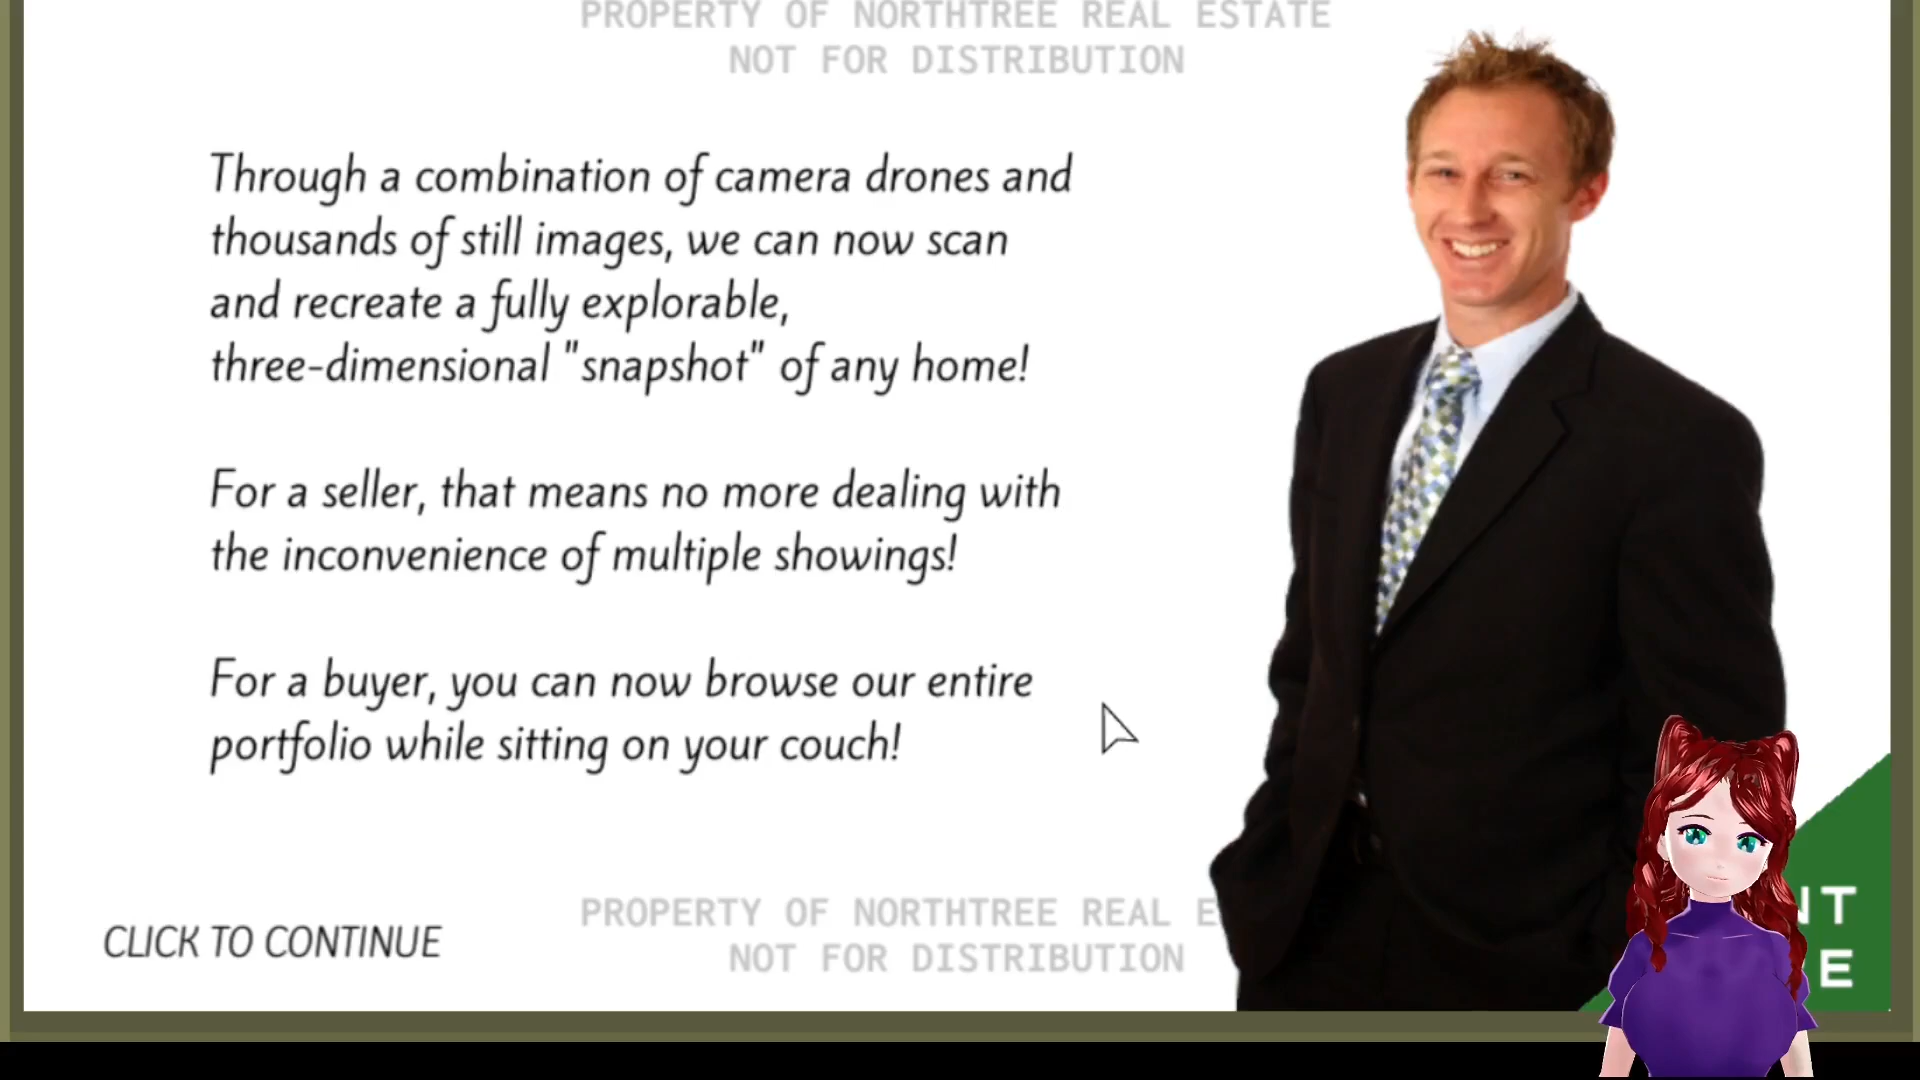 PROPERTY OF NORTHTREE REAL ESTATE
NOT FOR DISTRIBUTION
Through a combination of camera drones and
thousands of still images, we can now scan
and recreate a fully explorable,
three-dimensional "snapshot" of any home!
For a seller, that means no more dealing with
the inconvenience of multiple showings!
For a buyer, you can now browse our entire
portfolio while sitting on your couch!
CLICK TO CONTINUE
PROPERTY OF NORTHTREE REAL
NOT FOR DISTRIBUTION